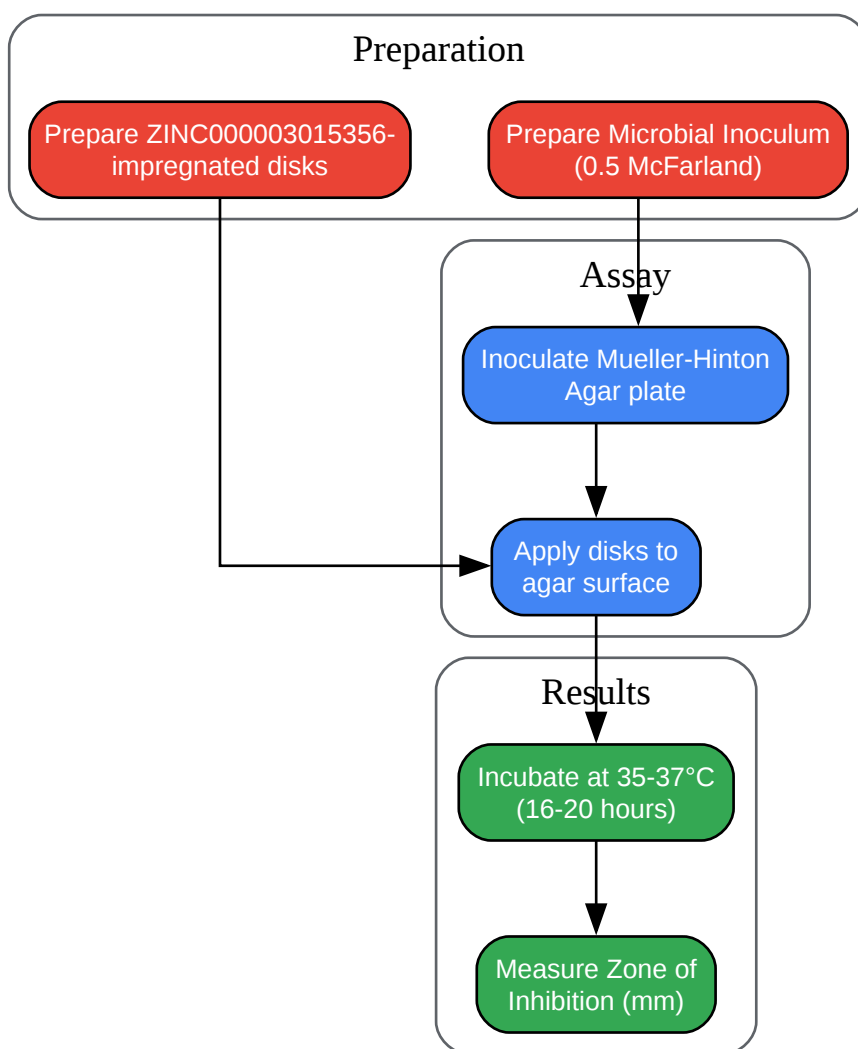 Preparation
Prepare ZINC000003015356-
impregnated disks
Prepare Microbial Inoculum
(0.5 McFarland)
Assay
Inoculate Mueller-Hinton
Agar plate
Apply disks to
agar surface
Results
Incubate at 35-37°C
(16-20 hours)
Measure Zone of
Inhibition (mm)